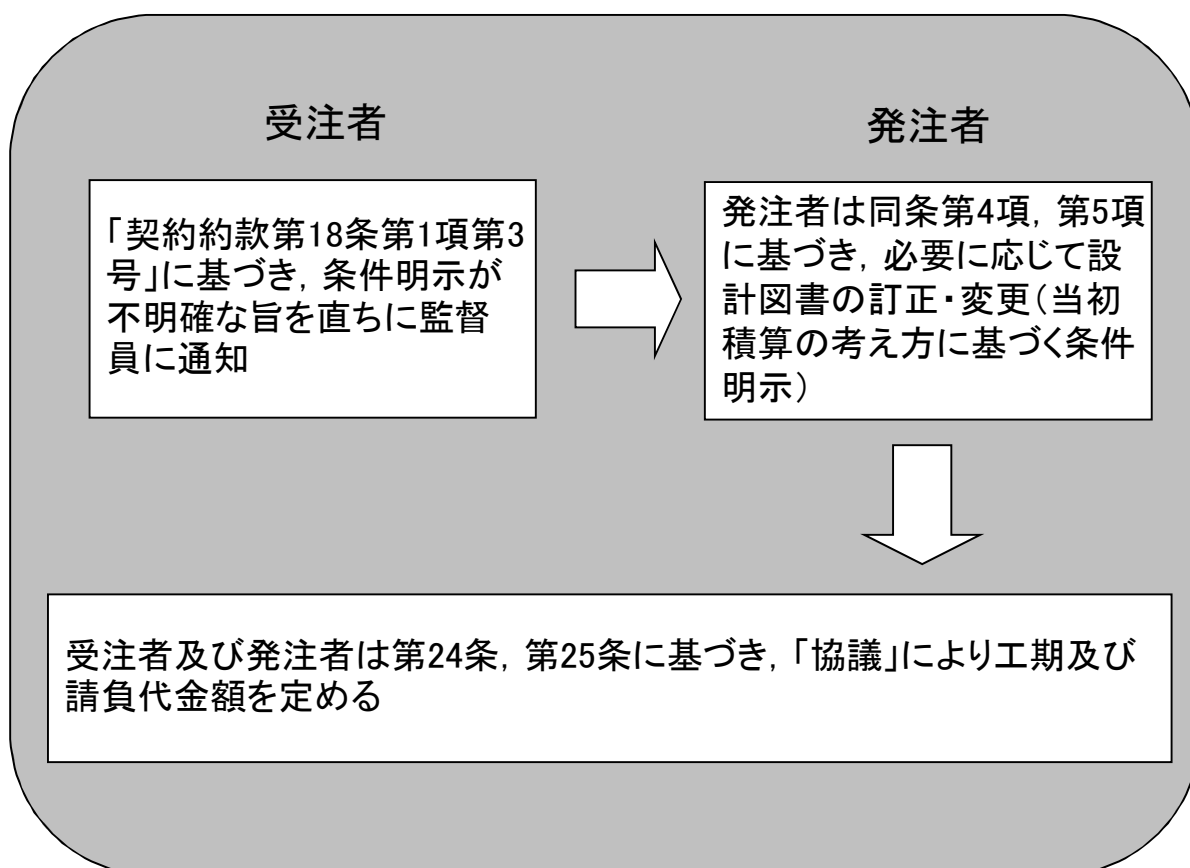 受注者
発注者
「契約約款第18条第1項第3
号」に基づき，条件明示が
不明確な旨を直ちに監督
員に通知
発注者は同条第4項，第5項
に基づき，必要に応じて設
計図書の訂正・変更（当初
積算の考え方に基づく条件
明示）
受注者及び発注者は第24条，第25条に基づき，「協議」により工期及び
請負代金額を定める